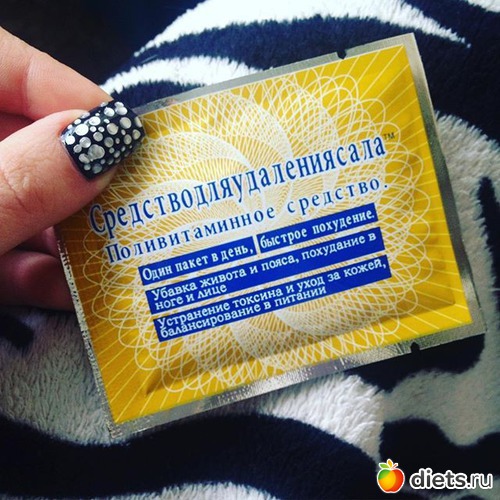 Средстводляудалениясала™
Поливитаминное средство.
Один пакет в день, быстрое похудение.
Убавка живота и пояса, похудание в
ноге и лице
Устранение токсина и уход за кожей,
балансирование в питании
diets.ru